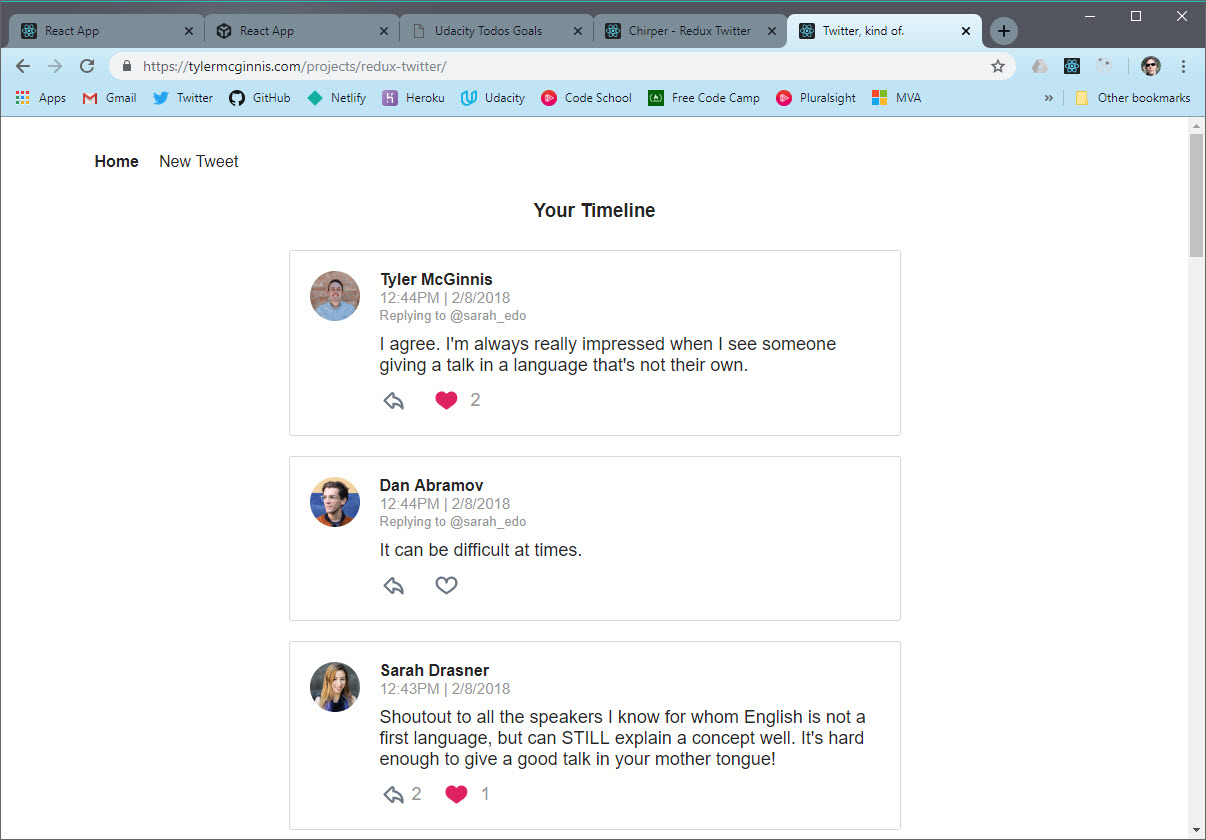 React App
React App
Udacity Todos Goals
Chirper - Redux Twitter
Twitter, kind of.
https://tylermcginnis.com/projects/redux-twitter/
Apps Gmail Twitter GitHub Netlify Heroku Udacity Code School Free Code Camp Pluralsight MVA » Other bookmarks
Home New Tweet
Your Timeline
Tyler McGinnis
12:44PM | 2/8/2018
Replying to @sarah_edo
I agree. I'm always really impressed when I see someone
giving a talk in a language that's not their own.
2
Dan Abramov
12:44PM | 2/8/2018
Replying to @sarah_edo
It can be difficult at times.
Sarah Drasner
12:43PM | 2/8/2018
Shoutout to all the speakers I know for whom English is not a
first language, but can STILL explain a concept well. It's hard
enough to give a good talk in your mother tongue!
2 1